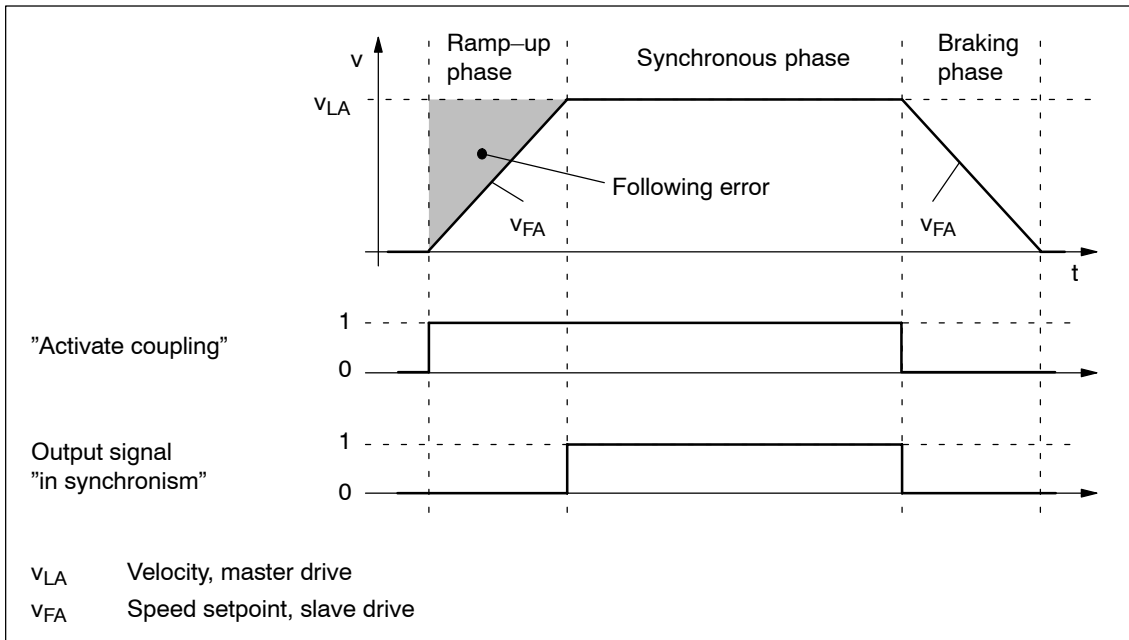 Ramp–up
phase
Synchronous phase
Braking
phase
v
vLA
Following error
vFA
vFA
t
"Activate coupling"
1
0
Output signal
"in synchronism"
1
0
vLA Velocity, master drive
vFA Speed setpoint, slave drive